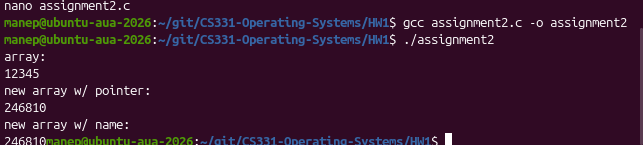 nano assignment2.c
manep@ubuntu-aua-2026:~/git/CS331-Operating-Systems/HW1$ gcc assignment2.c -o assignment2
manep@ubuntu-aua-2026:~/git/CS331-Operating-Systems/HW1$ ./assignment2
array:
12345
new array w/ pointer:
246810
new array w/ name:
246810manep@ubuntu-aua-2026:~/git/CS331-Operating-Systems/HW1$